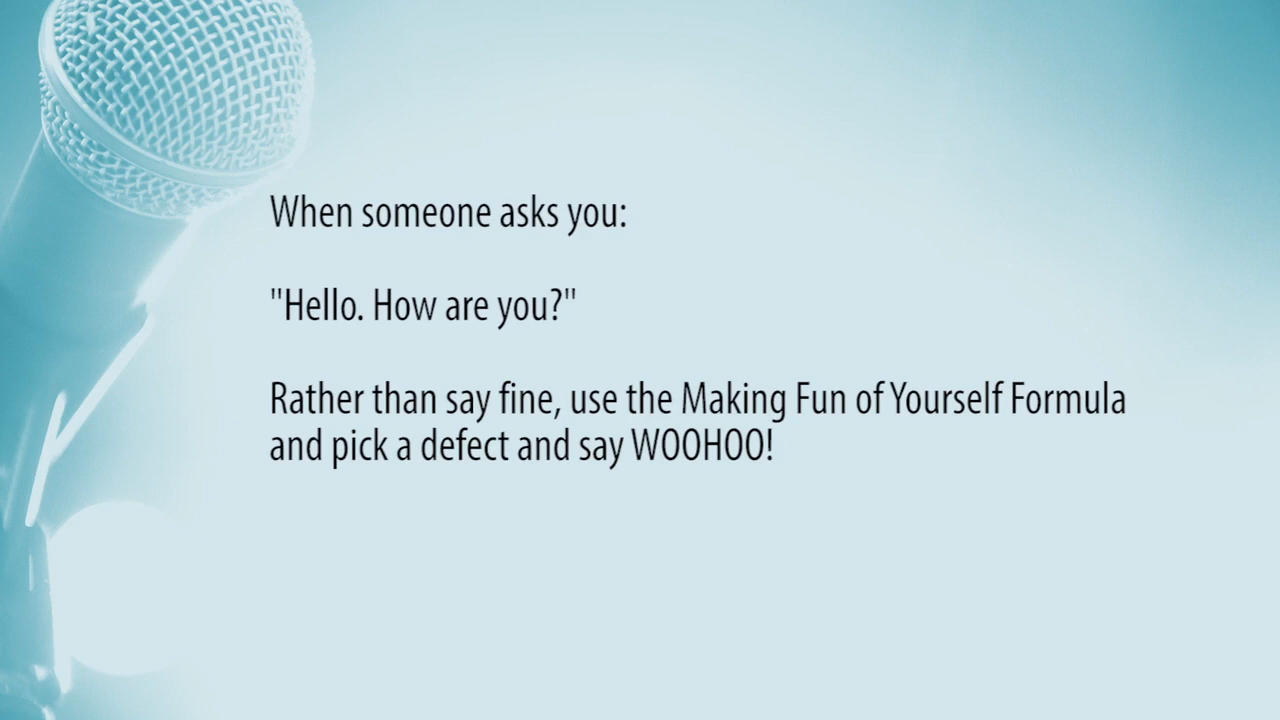 When someone asks you:
"Hello. How are you?"
Rather than say fine, use the Making Fun of Yourself Formula
and pick a defect and say WOOHOO!